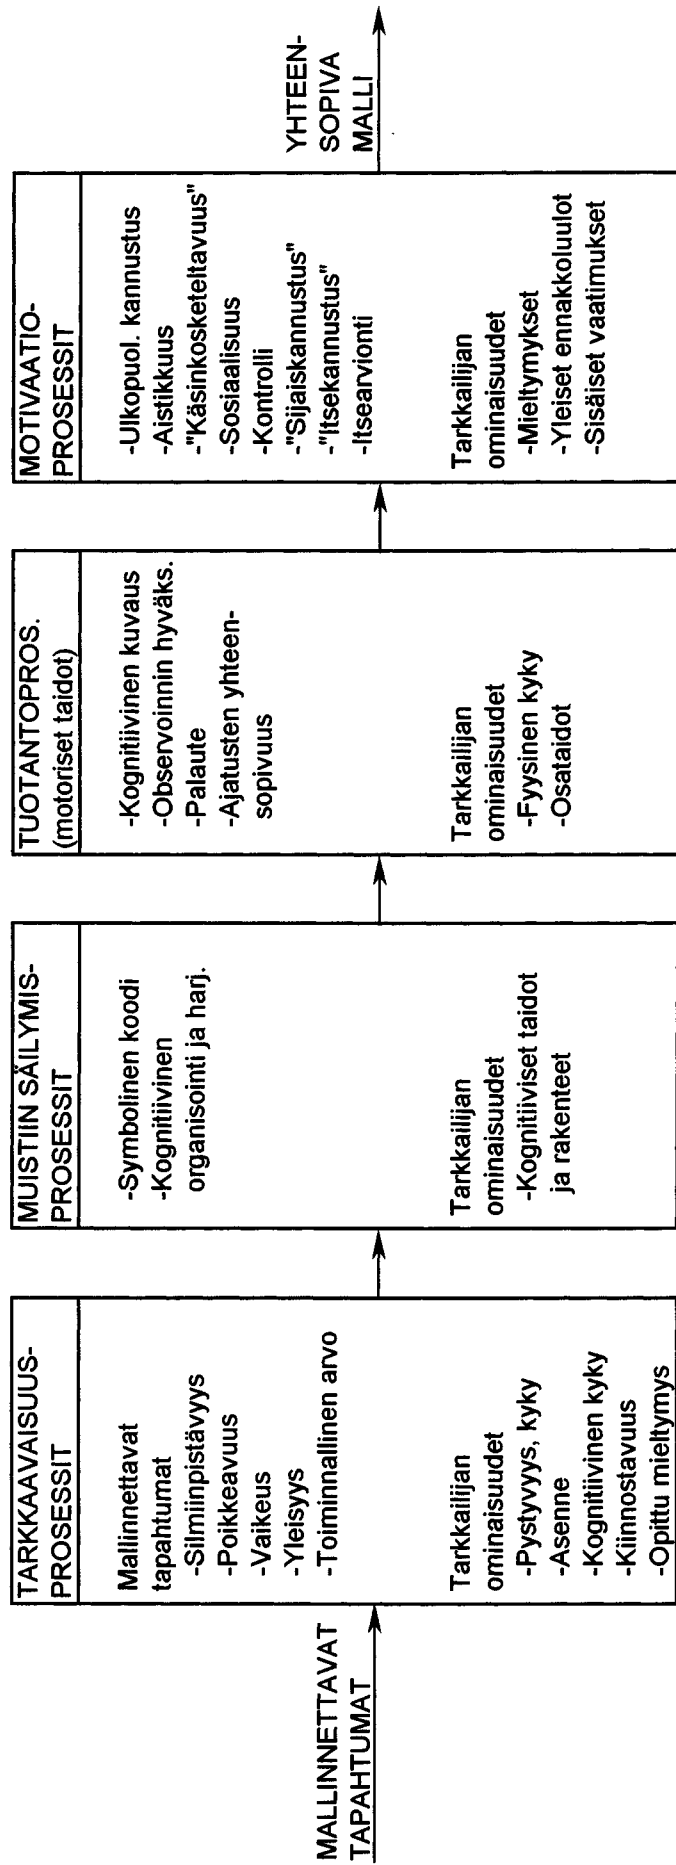 MALLINNETTAVAT
TAPAHTUMAT
TARKKAAVAISUUS-
PROSESSIT
Mallinnettavat
tapahtumat
-Silmiinpistävyys
-Poikkeavuus
-Vaikeus
-Yleisyys
-Toiminnallinen arvo
Tarkkailijan
ominaisuudet
-Pystyvyys, kyky
-Asenne
-Kognitiivinen kyky
-Kiinnostavuus
-Opittu mieltymys
MUISTIIN SÄILYMIS-
PROSESSIT
-Symbolinen koodi
-Kognitiivinen
organisointi ja harj.
Tarkkailijan
ominaisuudet
-Kognitiiviset taidot
ja rakenteet
TUOTANTOPROS.
(motoriset taidot)
-Kognitiivinen kuvaus
-Observoinnin hyväks.
-Palaute
-Ajatusten yhteen-
sopivuus
Tarkkailijan
ominaisuudet
-Fyysinen kyky
-Osataidot
MOTIVAATIO-
PROSESSIT
-Ulkopuol. kannustus
-Aistikkuus
-"Käsinkosketeltavuus"
-Sosiaalisuus
-Kontrolli
-"Sijaiskannustus"
-"Itsekannustus"
-Itsearvionti
Tarkkailijan
ominaisuudet
-Mieltymykset
-Yleiset ennakkoluulot
-Sisäiset vaatimukset
YHTEEN-
SOPIVA
MALLI